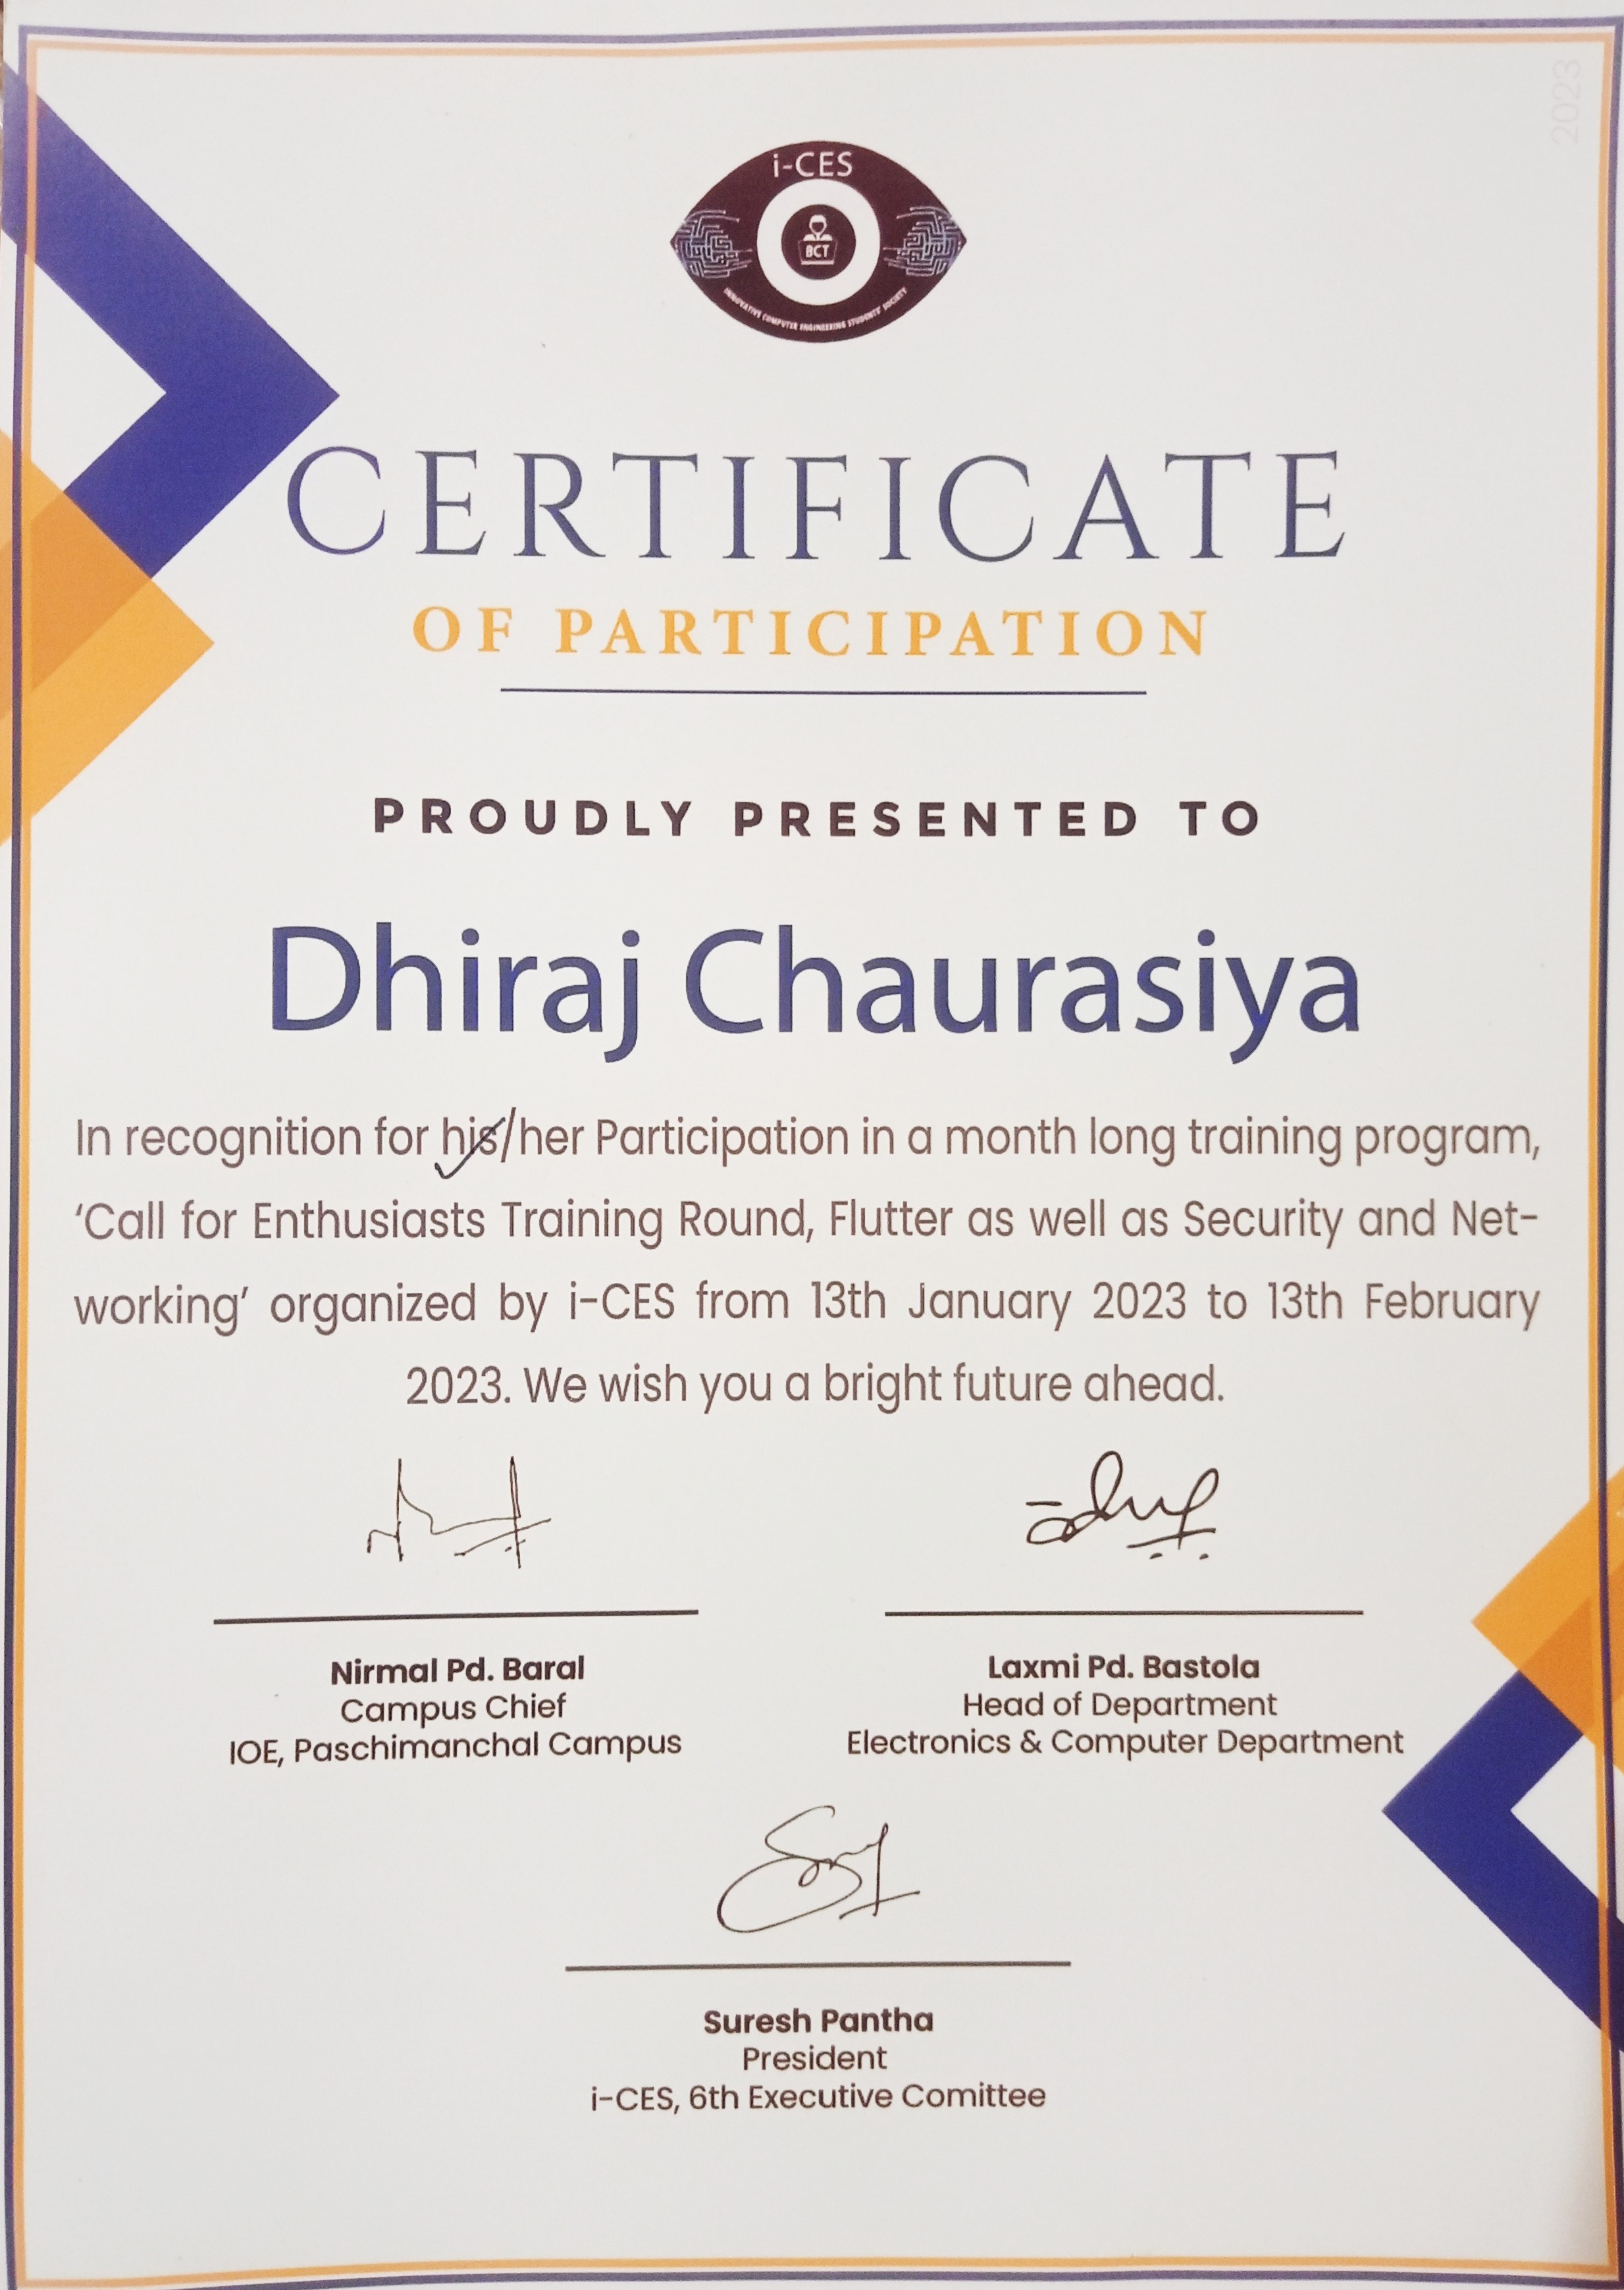 2023
i-CES
BCT
INNOVATIVE COMPUTER ENGINEERING STUDENTS' SOCIETY
CERTIFICATE
OF PARTICIPATION
PROUDLY PRESENTED TO
Dhiraj Chaurasiya
In recognition for his/her Participation in a month long training program,
‘Call for Enthusiasts Training Round, Flutter as well as Security and Net-
working’ organized by i-CES from 13th January 2023 to 13th February
2023. We wish you a bright future ahead.
Nirmal Pd. Baral
Campus Chief
IOE, Paschimanchal Campus
Laxmi Pd. Bastola
Head of Department
Electronics & Computer Department
Suresh Pantha
President
i-CES, 6th Executive Comittee